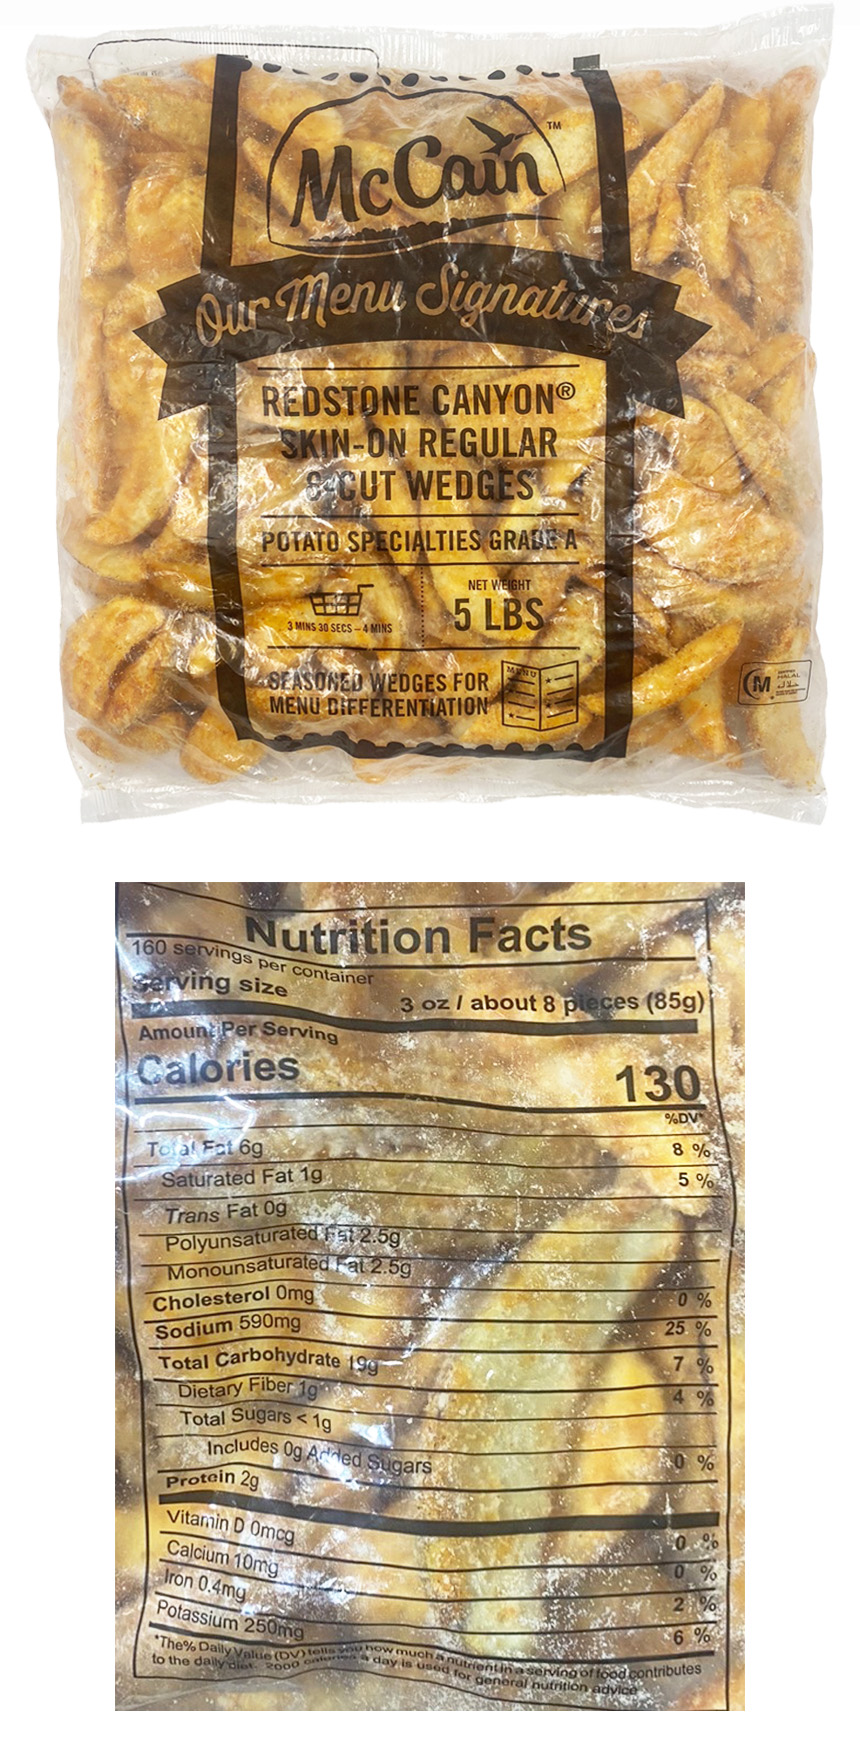 McCain™
Our Menu Signatures
REDSTONE CANYON®
SKIN-ON REGULAR
8-CUT WEDGES
POTATO SPECIALTIES GRADE A
3 MINS 30 SECS – 4 MINS
NET WEIGHT
5 LBS
SEASONED WEDGES FOR
MENU DIFFERENTIATION
MENU
M
HALAL
حلال
Nutrition Facts
160 servings per container
Serving size 3 oz / about 8 pieces (85g)
Amount Per Serving
Calories 130
%DV*
Total Fat 6g 8 %
Saturated Fat 1g 5 %
Trans Fat 0g
Polyunsaturated Fat 2.5g
Monounsaturated Fat 2.5g
Cholesterol 0mg 0 %
Sodium 590mg 25 %
Total Carbohydrate 19g 7 %
Dietary Fiber 1g 4 %
Total Sugars < 1g
Includes 0g Added Sugars 0 %
Protein 2g
Vitamin D 0mcg 0 %
Calcium 10mg 0 %
Iron 0.4mg 2 %
Potassium 250mg 6 %
*The% Daily Value (DV) tells you how much a nutrient in a serving of food contributes
to the daily diet. 2000 calories a day is used for general nutrition advice